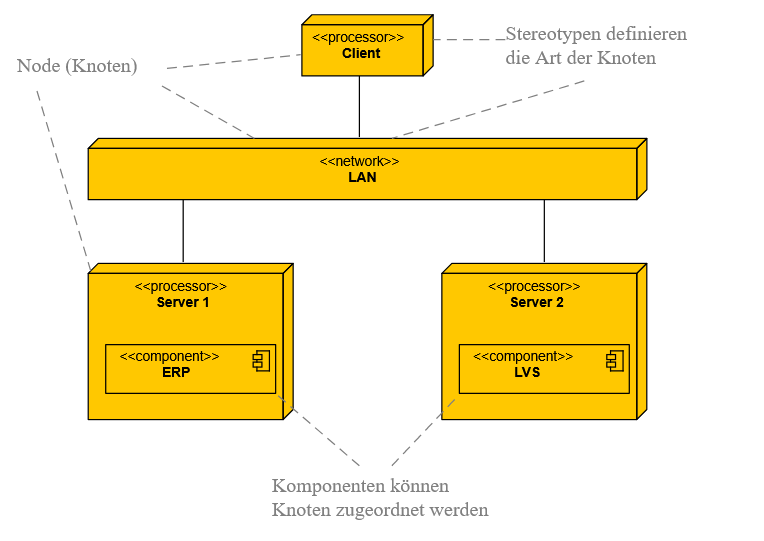 <<processor>>
Client
Stereotypen definieren
die Art der Knoten
Node (Knoten)
<<network>>
LAN
<<processor>>
Server 1
<<component>>
ERP
<<processor>>
Server 2
<<component>>
LVS
Komponenten können
Knoten zugeordnet werden